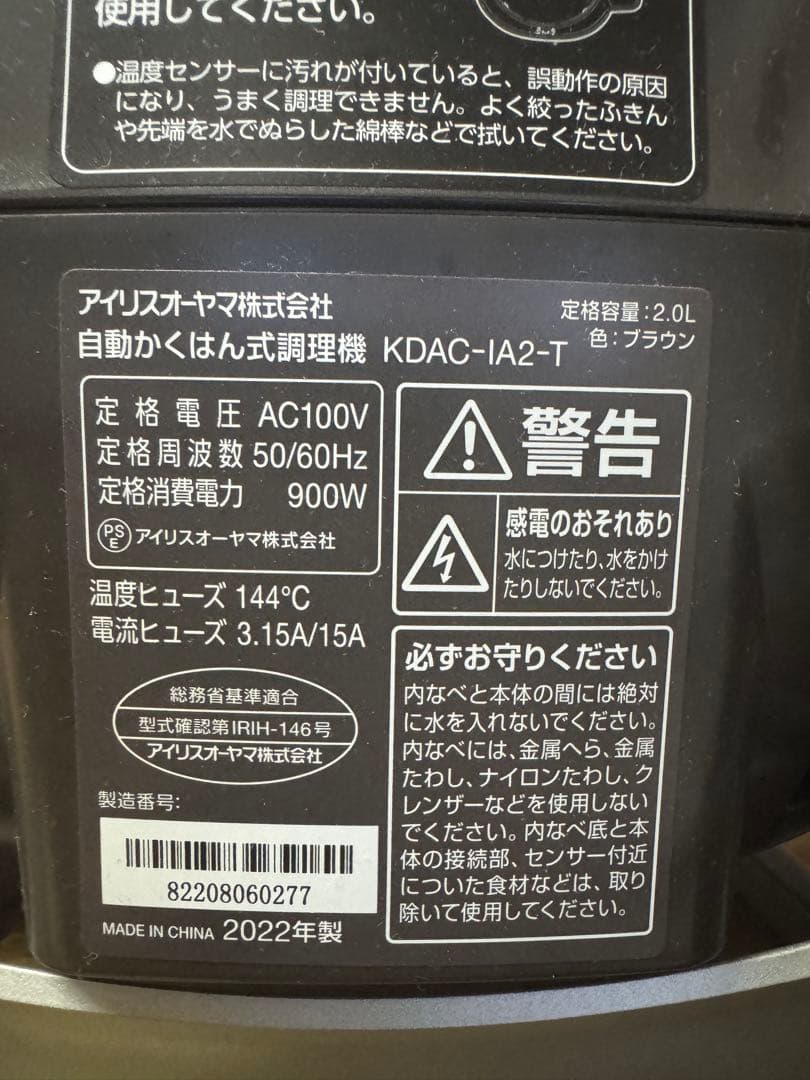 使用してください。
●温度センサーに汚れが付いていると、誤動作の原因
になり、うまく調理できません。よく絞ったふきん
や先端を水でぬらした綿棒などで拭いてください。
アイリスオーヤマ株式会社
定格容量:2.0L
自動かくはん式調理機 KDAC-IA2-T
色:ブラウン
定格電圧 AC100V
定格周波数 50/60Hz
定格消費電力 900W
PSE アイリスオーヤマ株式会社
警告
感電のおそれあり
水につけたり、水をかけ
たりしないでください。
温度ヒューズ 144℃
電流ヒューズ 3.15A/15A
総務省基準適合
型式確認第IRIH-146号
アイリスオーヤマ株式会社
製造番号:
82208060277
MADE IN CHINA 2022年製
必ずお守りください
内なべと本体の間には絶対
に水を入れないでください。
内なべには、金属へら、金属
たわし、ナイロンたわし、ク
レンザーなどを使用しない
でください。内なべ底と本
体の接続部、センサー付近
についた食材などは、取り
除いて使用してください。